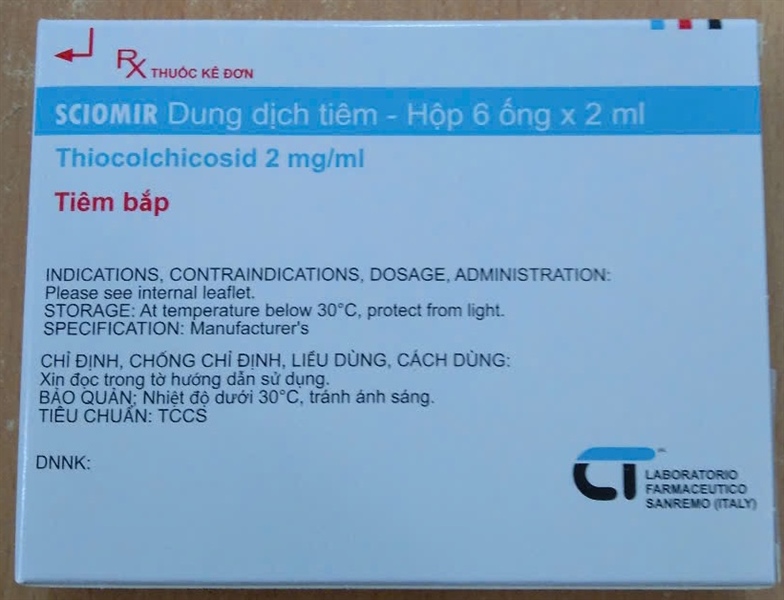 Rx THUỐC KÊ ĐƠN
SCIOMIR Dung dịch tiêm - Hộp 6 ống x 2 ml
Thiocolchicosid 2 mg/ml
Tiêm bắp
INDICATIONS, CONTRAINDICATIONS, DOSAGE, ADMINISTRATION:
Please see internal leaflet.
STORAGE: At temperature below 30°C, protect from light.
SPECIFICATION: Manufacturer's
CHỈ ĐỊNH, CHỐNG CHỈ ĐỊNH, LIỀU DÙNG, CÁCH DÙNG:
Xin đọc trong tờ hướng dẫn sử dụng.
BẢO QUẢN: Nhiệt độ dưới 30°C, tránh ánh sáng.
TIÊU CHUẨN: TCCS
DNNK:
CT
LABORATORIO
FARMACEUTICO
SANREMO (ITALY)